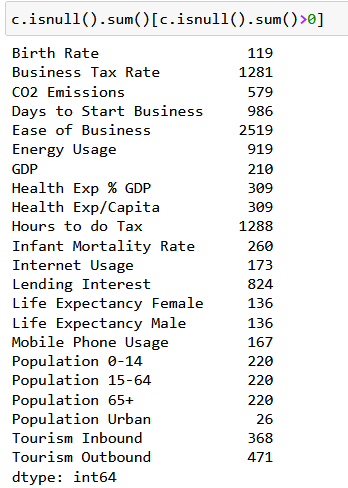 c.isnull().sum()[c.isnull().sum()>0]
Birth Rate 119
Business Tax Rate 1281
CO2 Emissions 579
Days to Start Business 986
Ease of Business 2519
Energy Usage 919
GDP 210
Health Exp % GDP 309
Health Exp/Capita 309
Hours to do Tax 1288
Infant Mortality Rate 260
Internet Usage 173
Lending Interest 824
Life Expectancy Female 136
Life Expectancy Male 136
Mobile Phone Usage 167
Population 0-14 220
Population 15-64 220
Population 65+ 220
Population Urban 26
Tourism Inbound 368
Tourism Outbound 471
dtype: int64